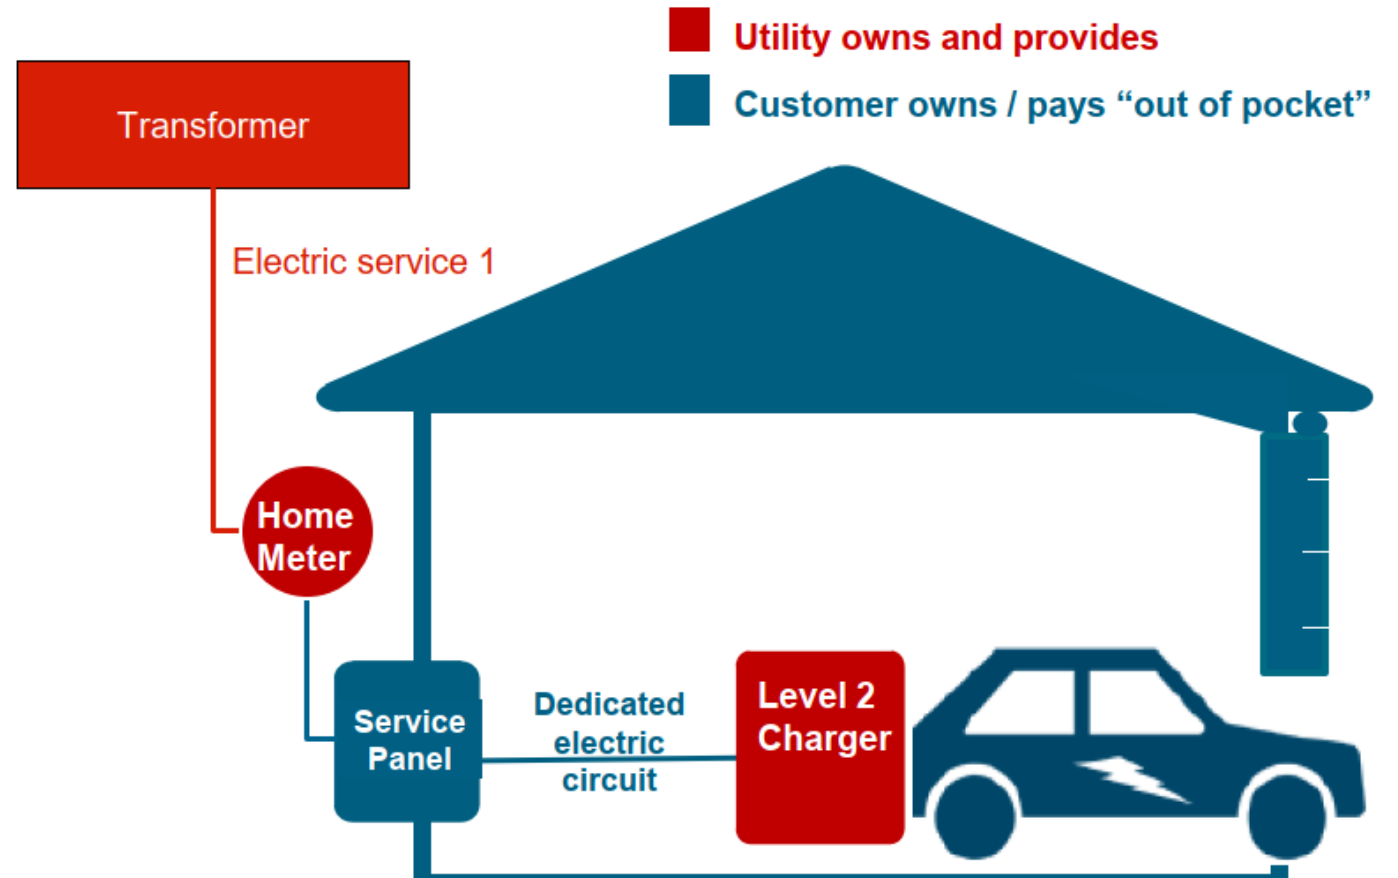 Utility owns and provides
Customer owns / pays “out of pocket”
Transformer
Electric service 1
Home
Meter
Service
Panel
Dedicated
electric
circuit
Level 2
Charger